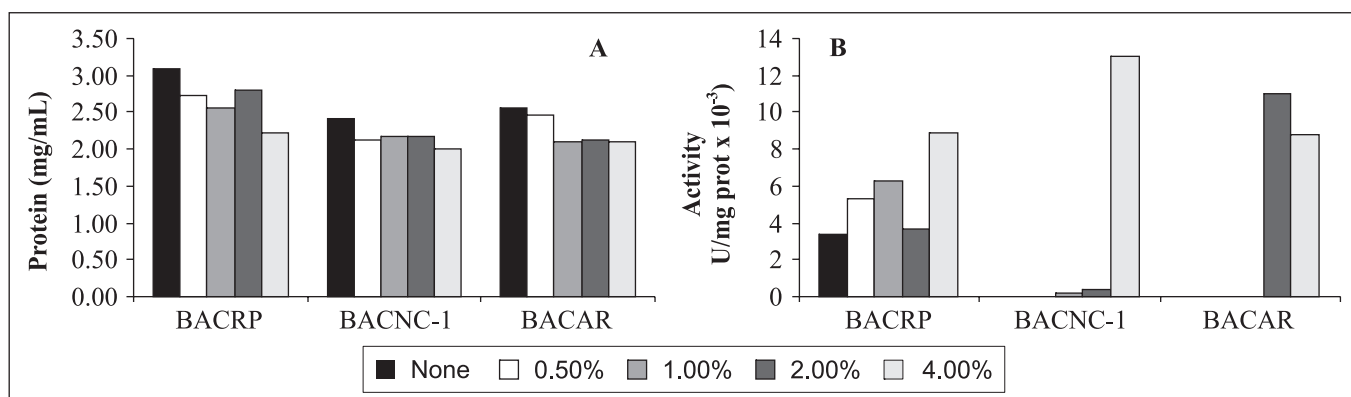 A
Protein (mg/mL)
3.50
3.00
2.50
2.00
1.50
1.00
0.50
0.00
BACRP BACNC-1 BACAR
B
Activity
U/mg prot x 10⁻³
14
12
10
8
6
4
2
0
BACRP BACNC-1 BACAR
None 0.50% 1.00% 2.00% 4.00%